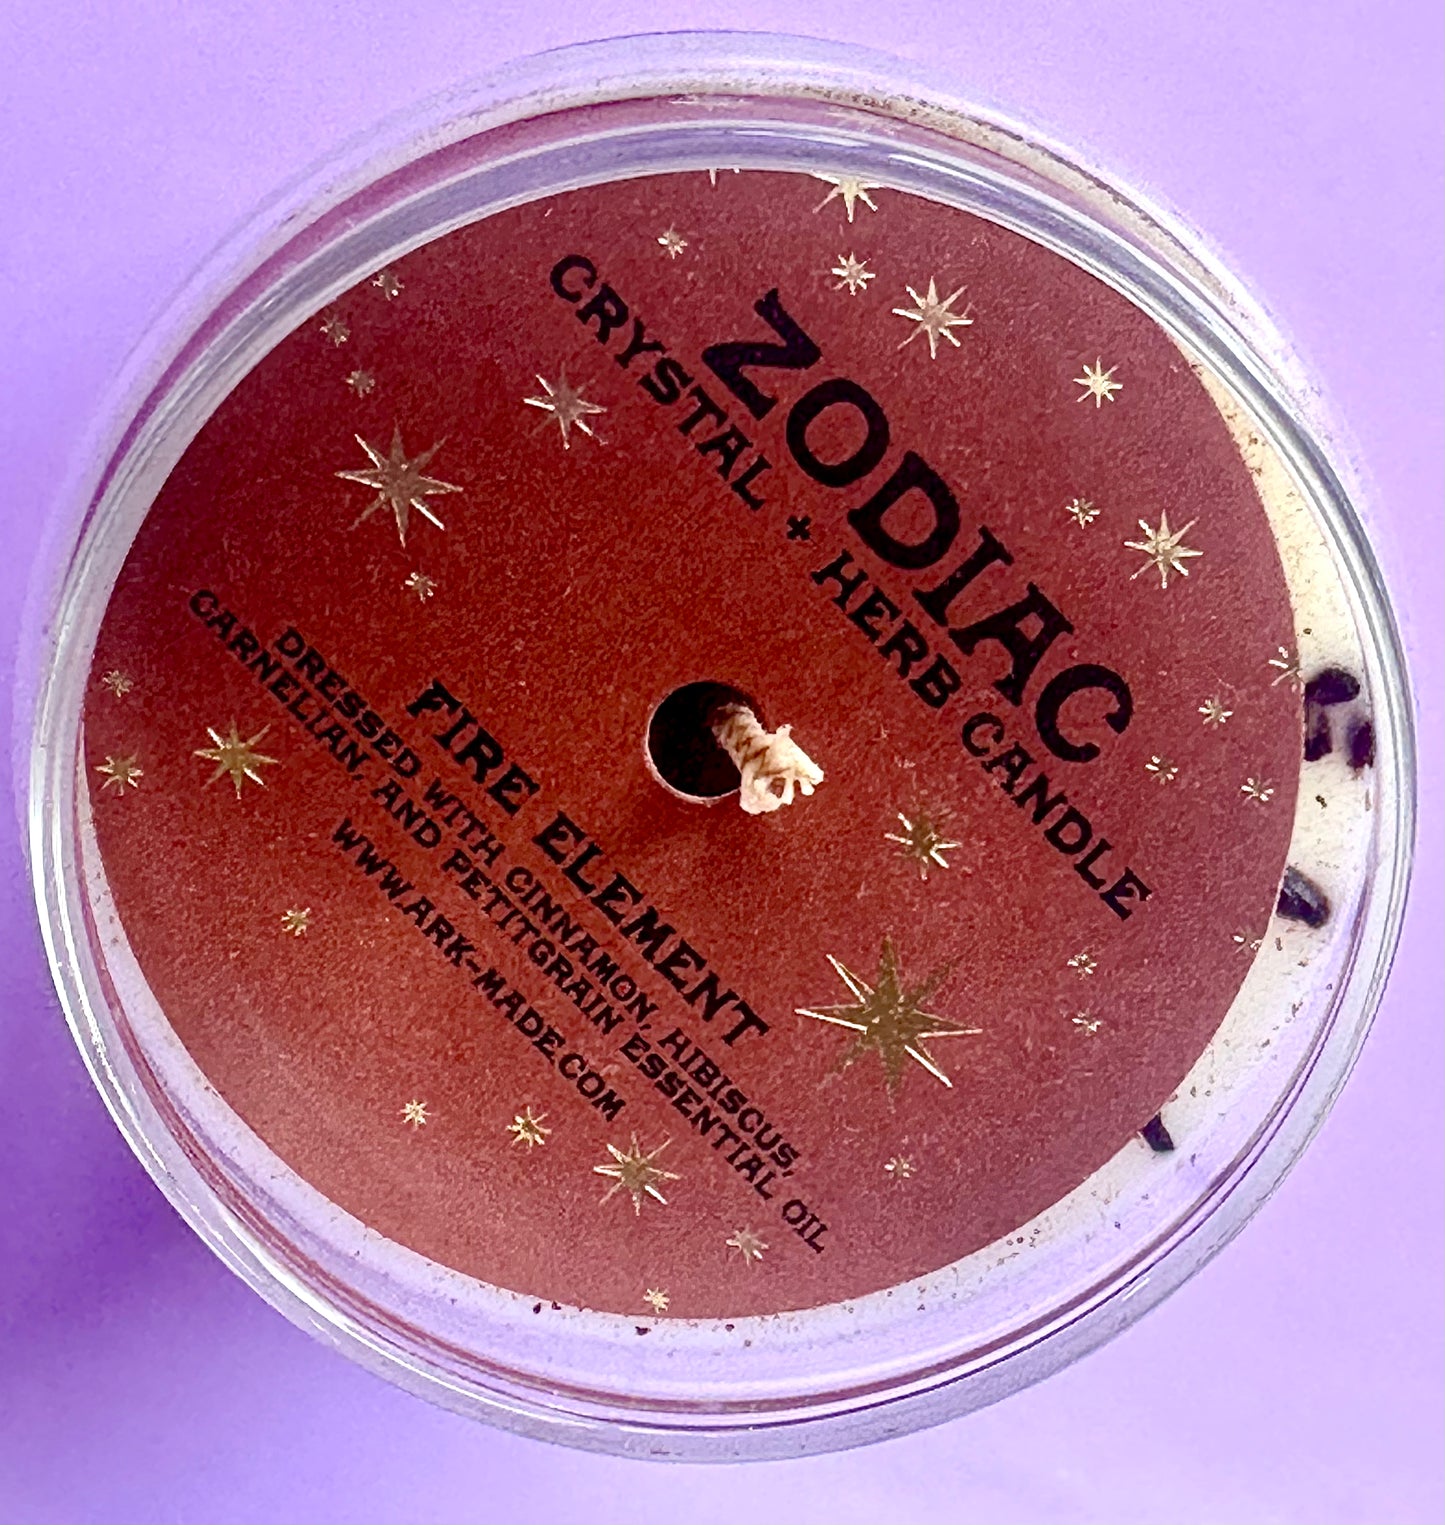 ZODIAC
CRYSTAL + HERB CANDLE
FIRE ELEMENT
DRESSED WITH CINNAMON, HIBISCUS,
CARNELIAN, AND PETITGRAIN ESSENTIAL OIL
WWW.ARK-MADE.COM